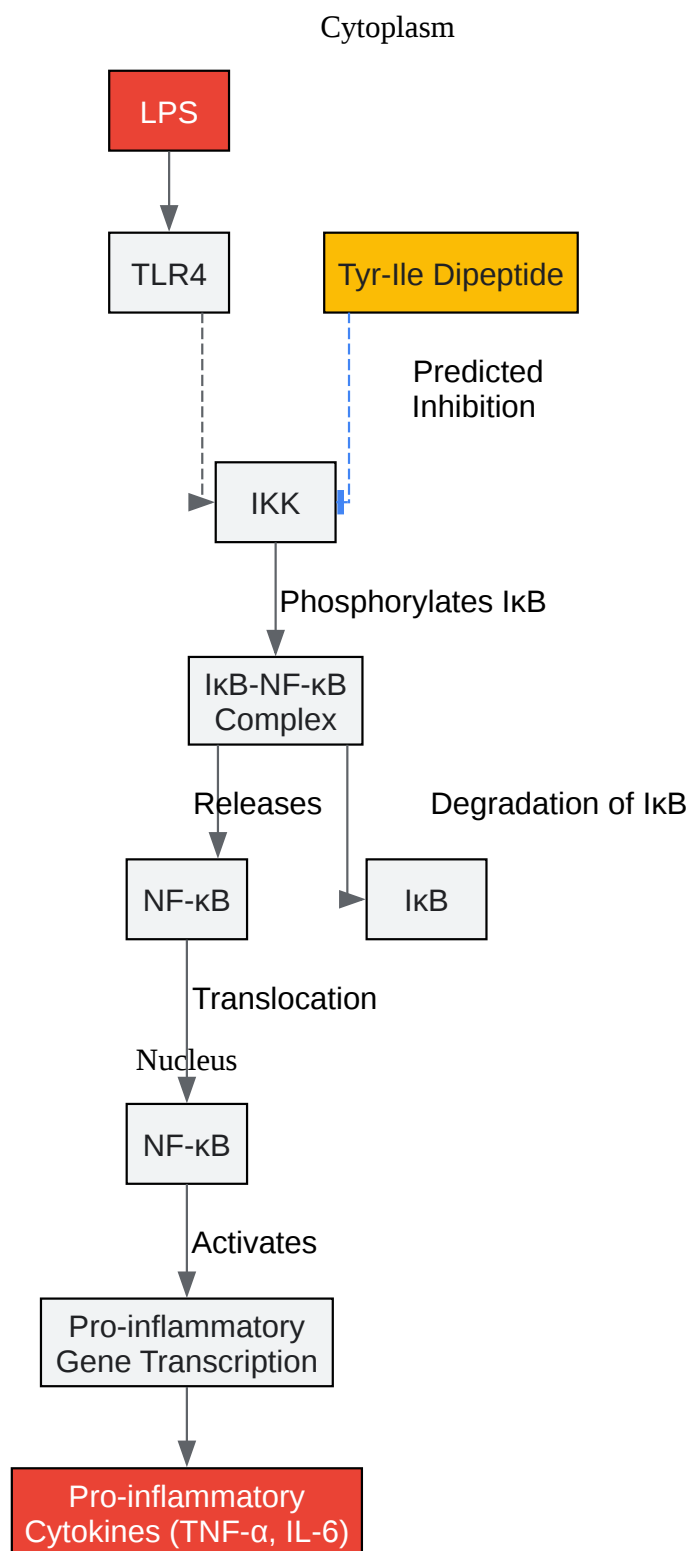 Cytoplasm
LPS
TLR4
Tyr-Ile Dipeptide
Predicted
Inhibition
IKK
Phosphorylates IκB
IκB-NF-κB
Complex
Releases
Degradation of IκB
NF-κB
IκB
Translocation
Nucleus
NF-κB
Activates
Pro-inflammatory
Gene Transcription
Pro-inflammatory
Cytokines (TNF-α, IL-6)